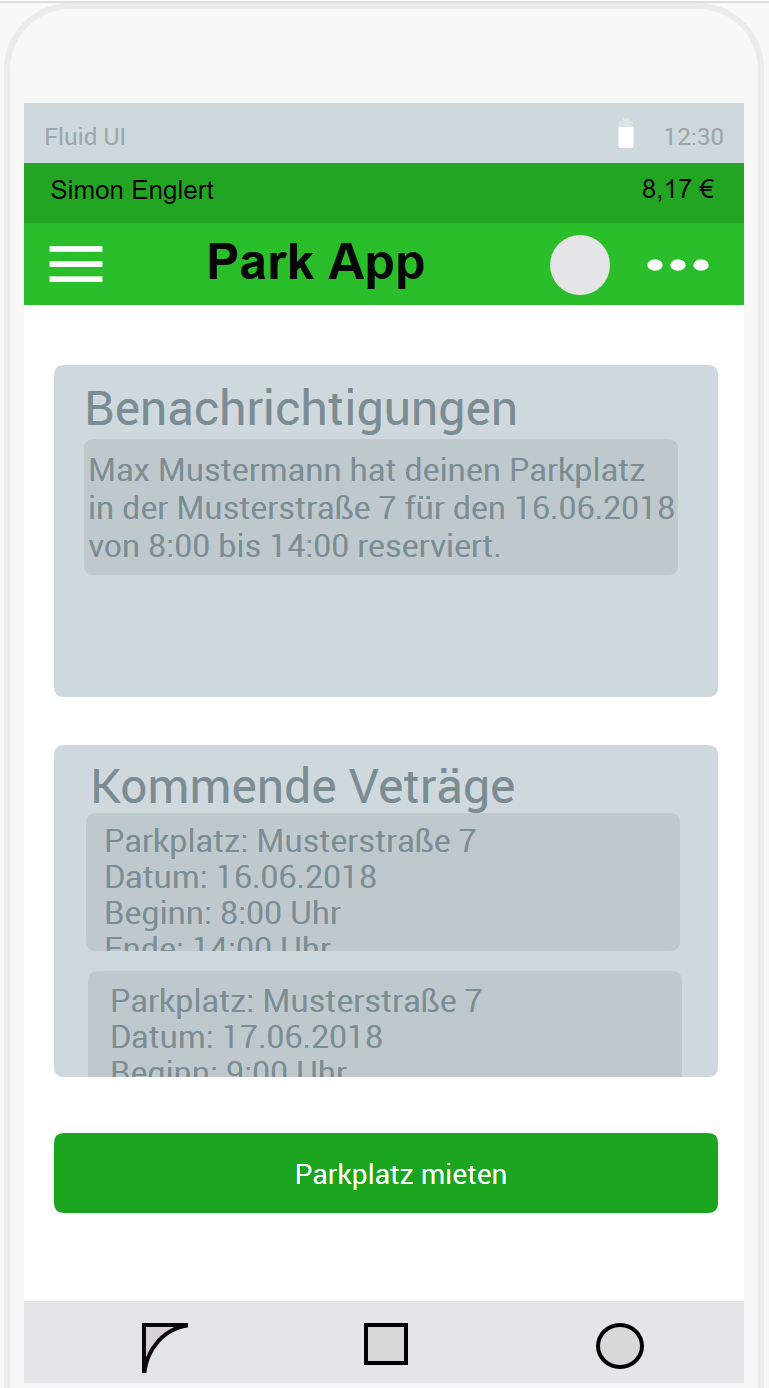 Fluid UI 12:30
Simon Englert 8,17 €
Park App
Benachrichtigungen
Max Mustermann hat deinen Parkplatz
in der Musterstraße 7 für den 16.06.2018
von 8:00 bis 14:00 reserviert.
Kommende Veträge
Parkplatz: Musterstraße 7
Datum: 16.06.2018
Beginn: 8:00 Uhr
Ende: 14:00 Uhr
Parkplatz: Musterstraße 7
Datum: 17.06.2018
Beginn: 9:00 Uhr
Parkplatz mieten